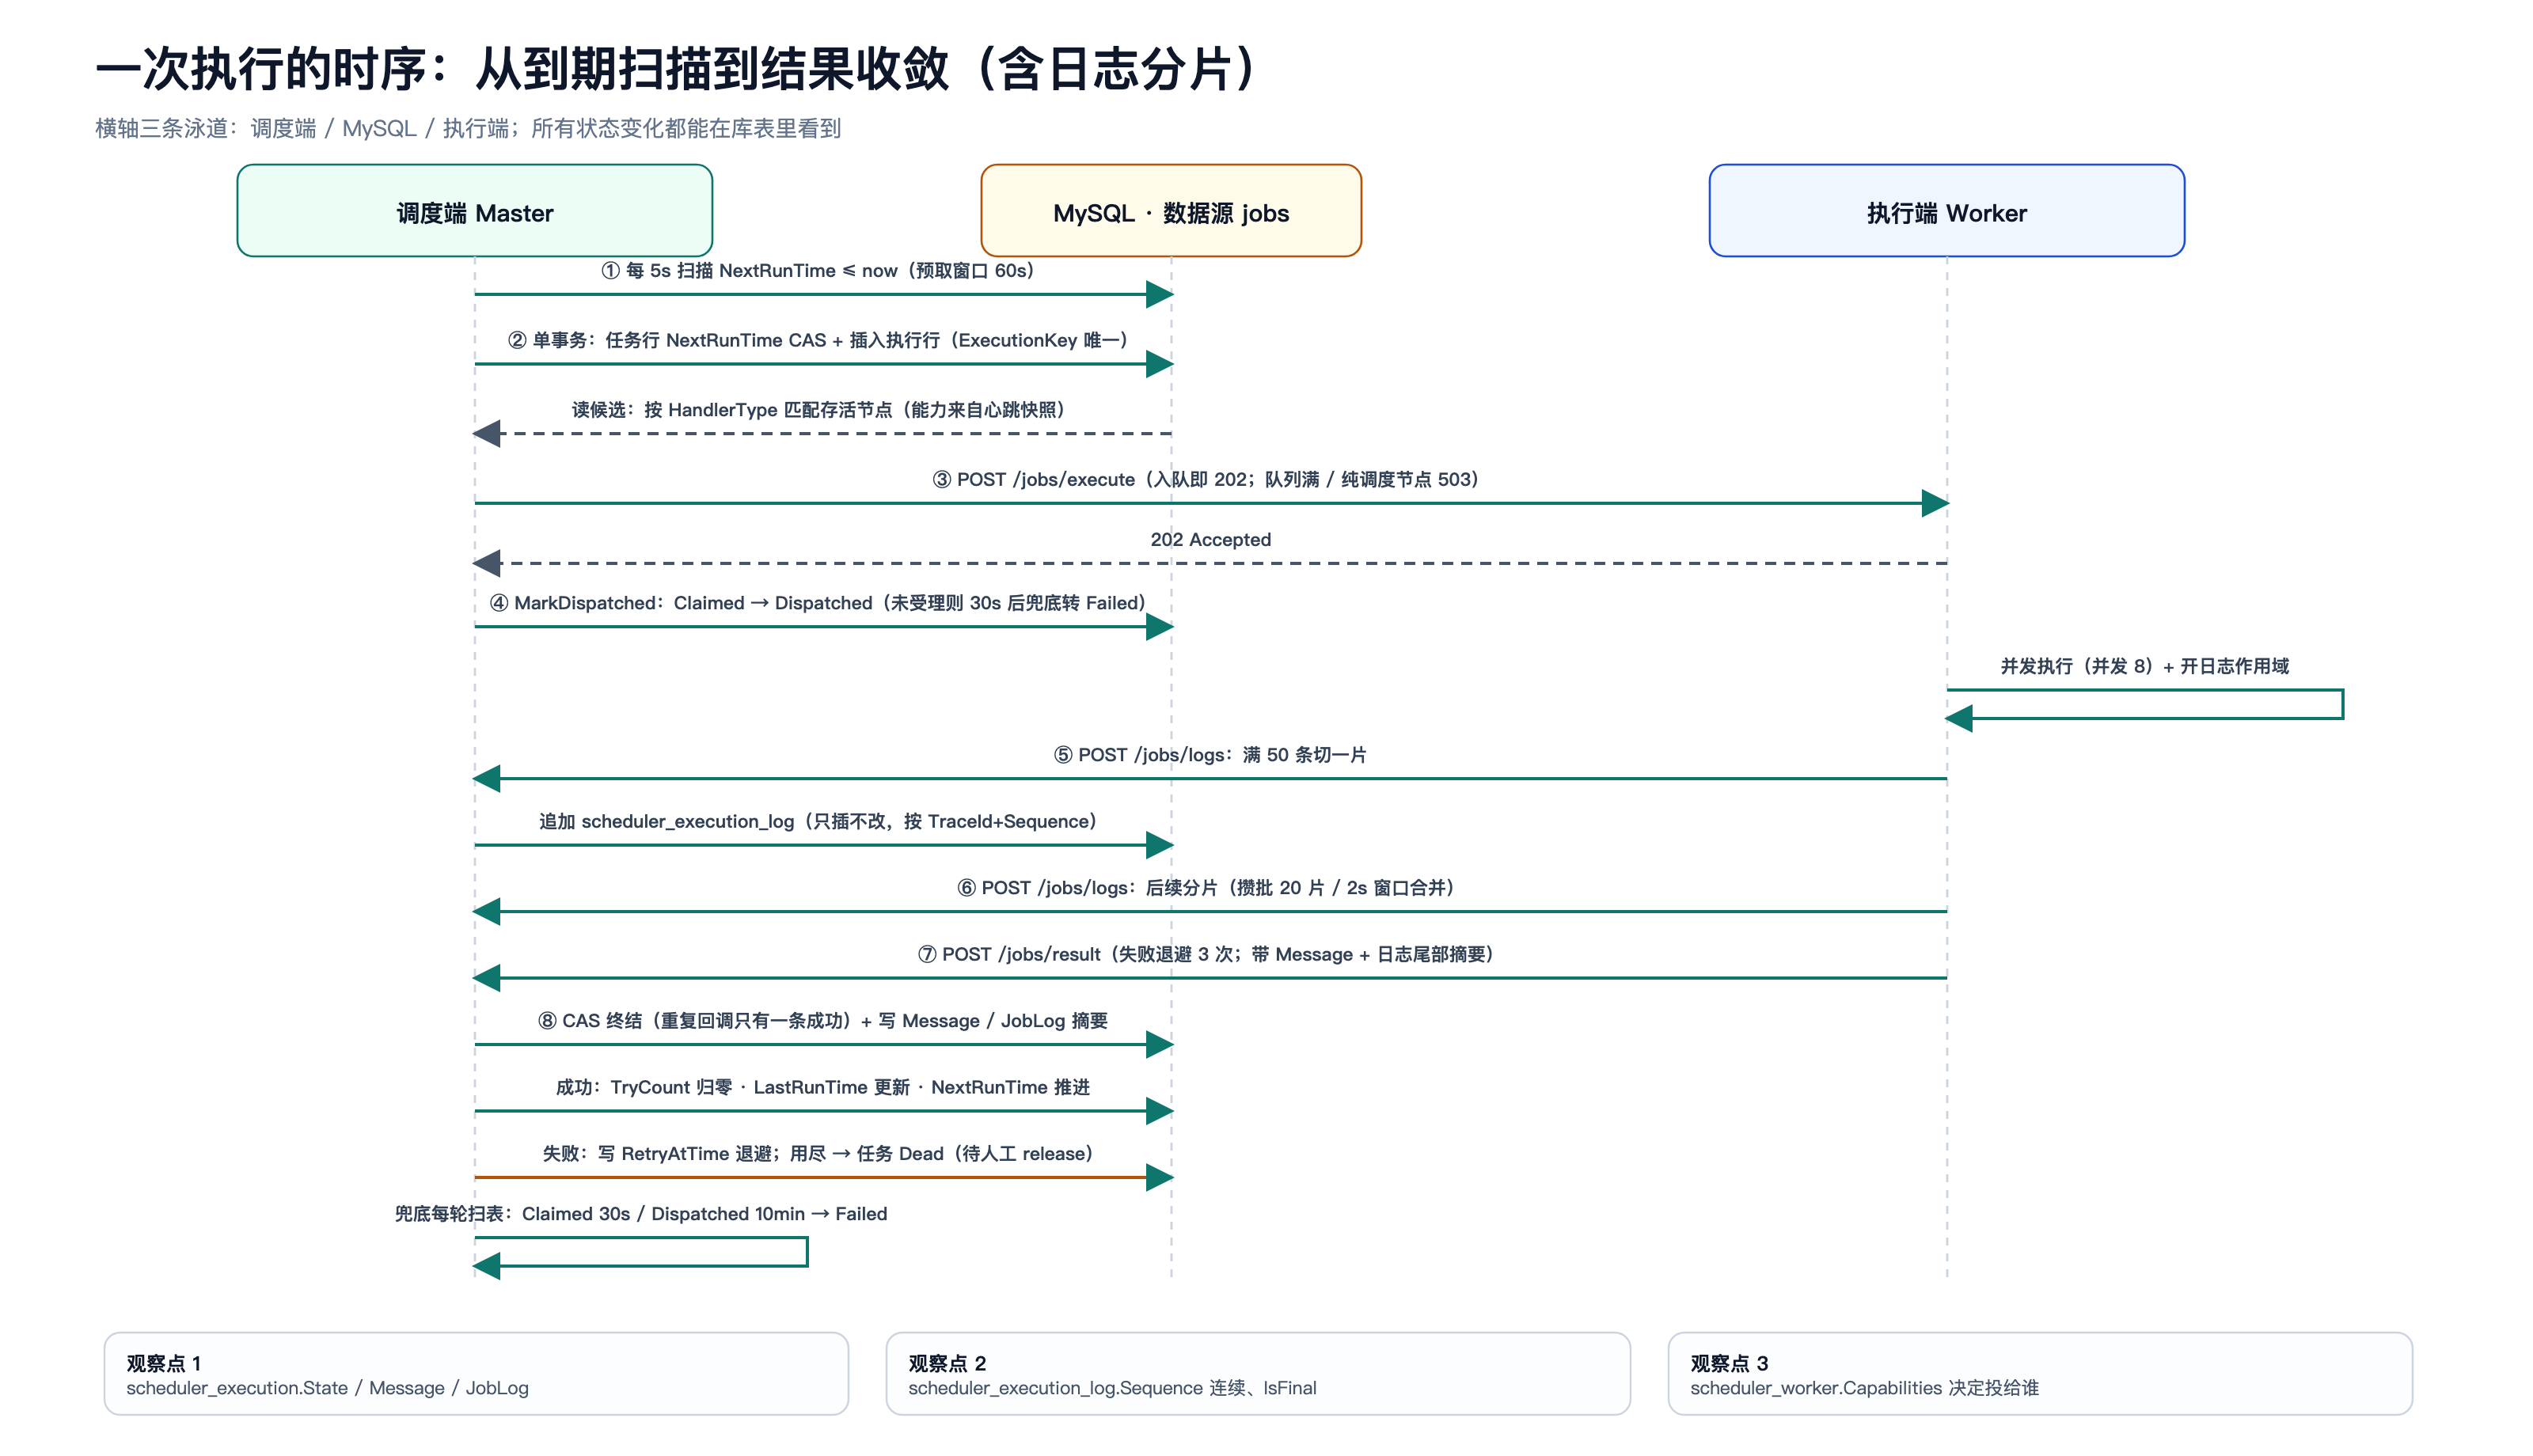 一次执行的时序：从到期扫描到结果收敛（含日志分片）
横轴三条泳道：调度端 / MySQL / 执行端；所有状态变化都能在库表里看到
调度端 Master
MySQL · 数据源 jobs
执行端 Worker
① 每 5s 扫描 NextRunTime ≤ now（预取窗口 60s）
② 单事务：任务行 NextRunTime CAS + 插入执行行（ExecutionKey 唯一）
读候选：按 HandlerType 匹配存活节点（能力来自心跳快照）
③ POST /jobs/execute（入队即 202；队列满 / 纯调度节点 503）
202 Accepted
④ MarkDispatched：Claimed → Dispatched（未受理则 30s 后兜底转 Failed）
并发执行（并发 8）+ 开日志作用域
⑤ POST /jobs/logs：满 50 条切一片
追加 scheduler_execution_log（只插不改，按 TraceId+Sequence）
⑥ POST /jobs/logs：后续分片（攒批 20 片 / 2s 窗口合并）
⑦ POST /jobs/result（失败退避 3 次；带 Message + 日志尾部摘要）
⑧ CAS 终结（重复回调只有一条成功）+ 写 Message / JobLog 摘要
成功：TryCount 归零 · LastRunTime 更新 · NextRunTime 推进
失败：写 RetryAtTime 退避；用尽 → 任务 Dead（待人工 release）
兜底每轮扫表：Claimed 30s / Dispatched 10min → Failed
观察点 1
scheduler_execution.State / Message / JobLog
观察点 2
scheduler_execution_log.Sequence 连续、IsFinal
观察点 3
scheduler_worker.Capabilities 决定投给谁